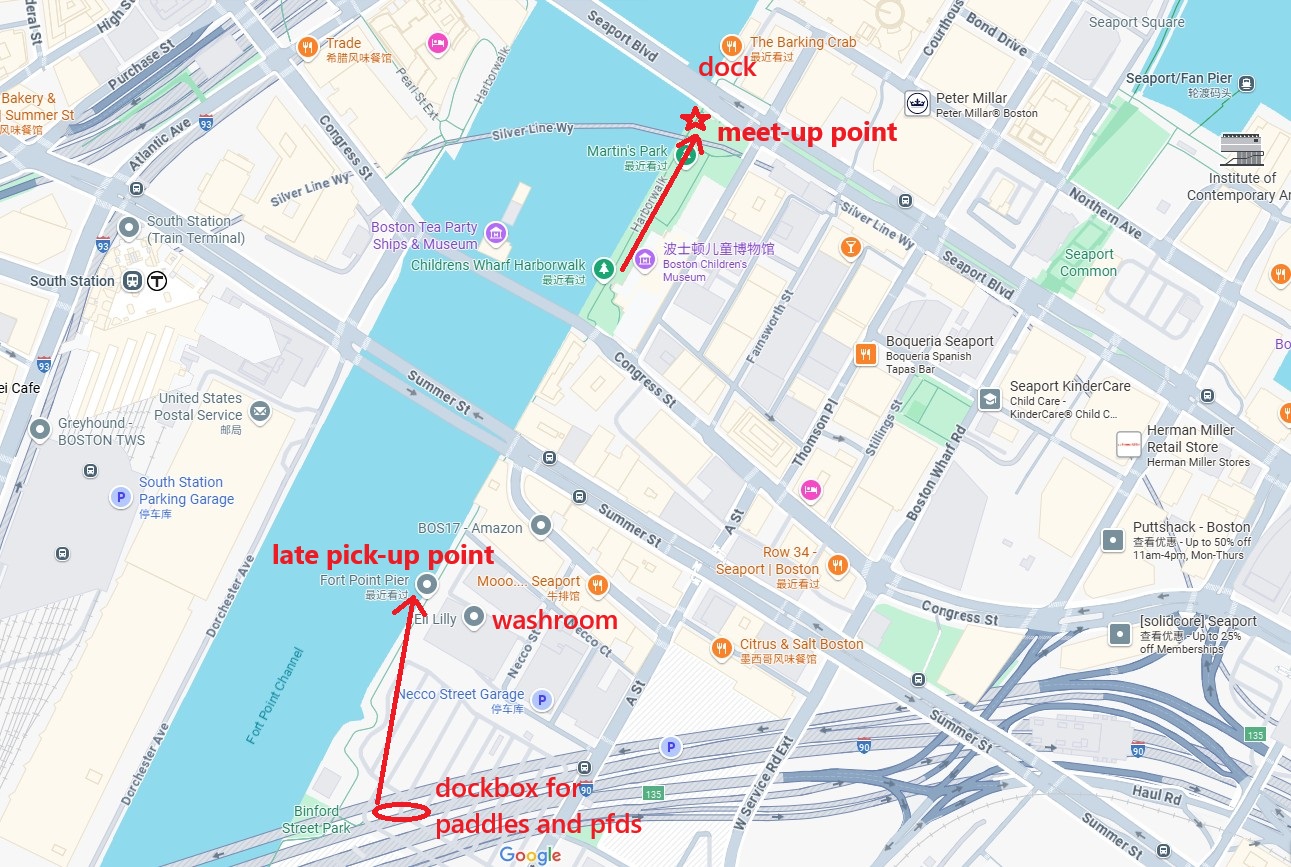 High St
deral St
Purchase St
Trade
希腊风味餐馆
Harborwalk
Pearl St Ext
Seaport Blvd
The Barking Crab
最近看过
dock
Courthous
Bond Drive
Seaport Square
Seaport/Fan Pier
轮渡码头
Peter Millar
Peter Millar® Boston
meet-up point
Bakery &
| Summer St
风味餐馆
Atlantic Ave
93
Congress St
Silver Line Wy
Martin's Park
最近看过
Institute of
Contemporary Ar
Northern Ave
Silver Line Wy
South Station
(Train Terminal)
93
Boston Tea Party
Ships & Museum
Harborwalk
波士顿儿童博物馆
Boston Children's
Museum
Silver Line Wy
Seaport Blvd
Seaport
Common
South Station
T
Childrens Wharf Harborwalk
最近看过
Farnsworth St
Bo
93
ei Cafe
Summer St
Congress St
Boqueria Seaport
Boqueria Spanish
Tapas Bar
Seaport KinderCare
Child Care -
KinderCare® Child C...
United States
Postal Service
邮局
Greyhound -
BOSTON TWS
Thomson Pl
Stillings St
Boston Wharf Rd
Herman Miller
Retail Store
Herman Miller Stores
South Station
Parking Garage
停车库
P
BOS17 - Amazon
Summer St
A St
Puttshack - Boston
查看优惠 - Up to 50% off
11am-4pm, Mon-Thurs
late pick-up point
Fort Point Pier
最近看过
Mooo.... Seaport
牛排馆
Row 34 -
Seaport | Boston
最近看过
Dorchester Ave
Eli Lilly
washroom
Congress St
[solidcore] Seaport
查看优惠 - Up to 25%
off Memberships
Necco St
Necco Ct
Citrus & Salt Boston
墨西哥风味餐馆
Fort Point Channel
Necco Street Garage
停车库
P
A St
Summer St
P
90
90
135
Dorchester Ave
W Service Rd Ext
dockbox for
paddles and pfds
90
135
Haul Rd
Binford
Street Park
Summer St
Google